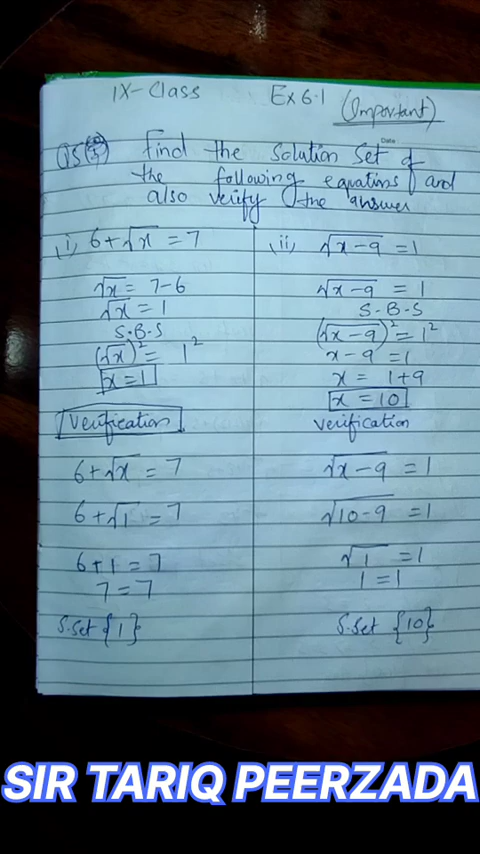 IX-Class Ex 6.1 (Important)
Date
Q5 Find the Solution Set of
the following equations and
also verify the answer
i) 6+√x = 7
√x = 7-6
√x = 1
S.B.S
(√x)² = 1²
x=1
Verification
6+√x = 7
6+√1 = 7
6+1 = 7
7=7
S.Set {1}
ii) √x-9 = 1
√x-9 = 1
S.B.S
(√x-9)² = 1²
x-9 = 1
x = 1+9
x = 10
verification
√x-9 = 1
√10-9 = 1
√1 = 1
1 = 1
S.Set {10}
SIR TARIQ PEERZADA